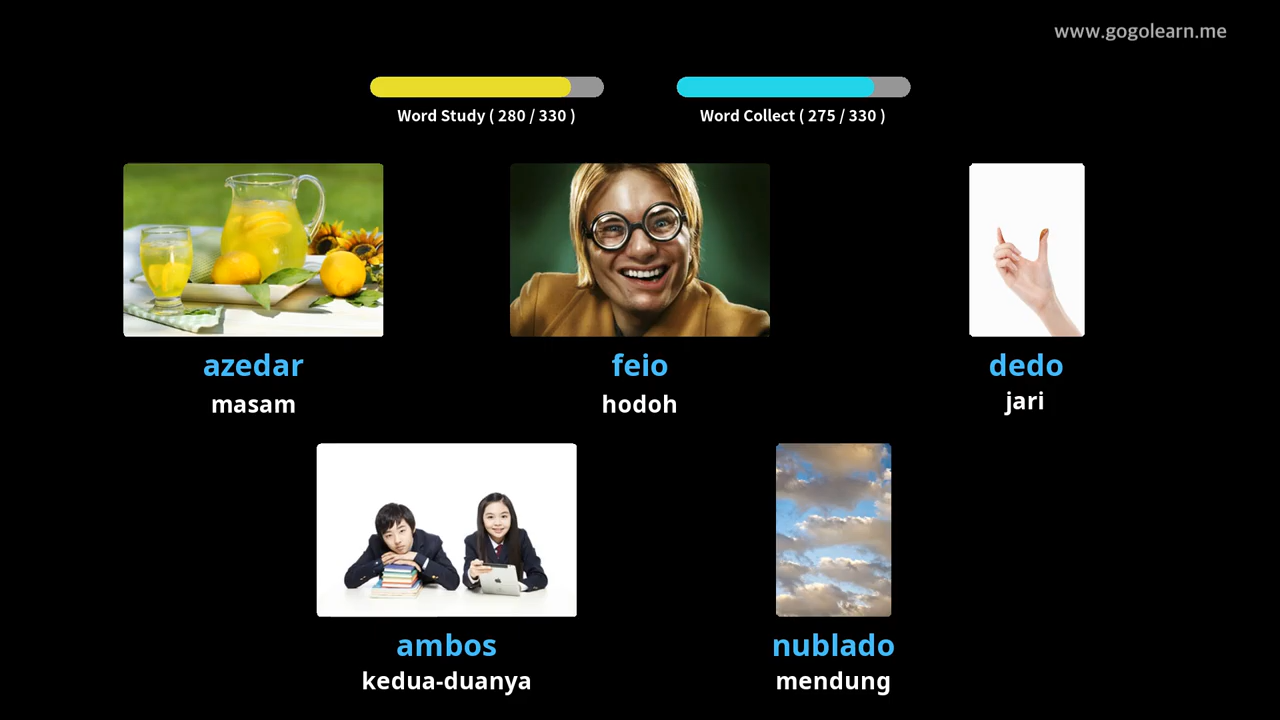 www.gogolearn.me
Word Study ( 280 / 330 )
Word Collect ( 275 / 330 )
azedar
masam
feio
hodoh
dedo
jari
ambos
kedua-duanya
nublado
mendung